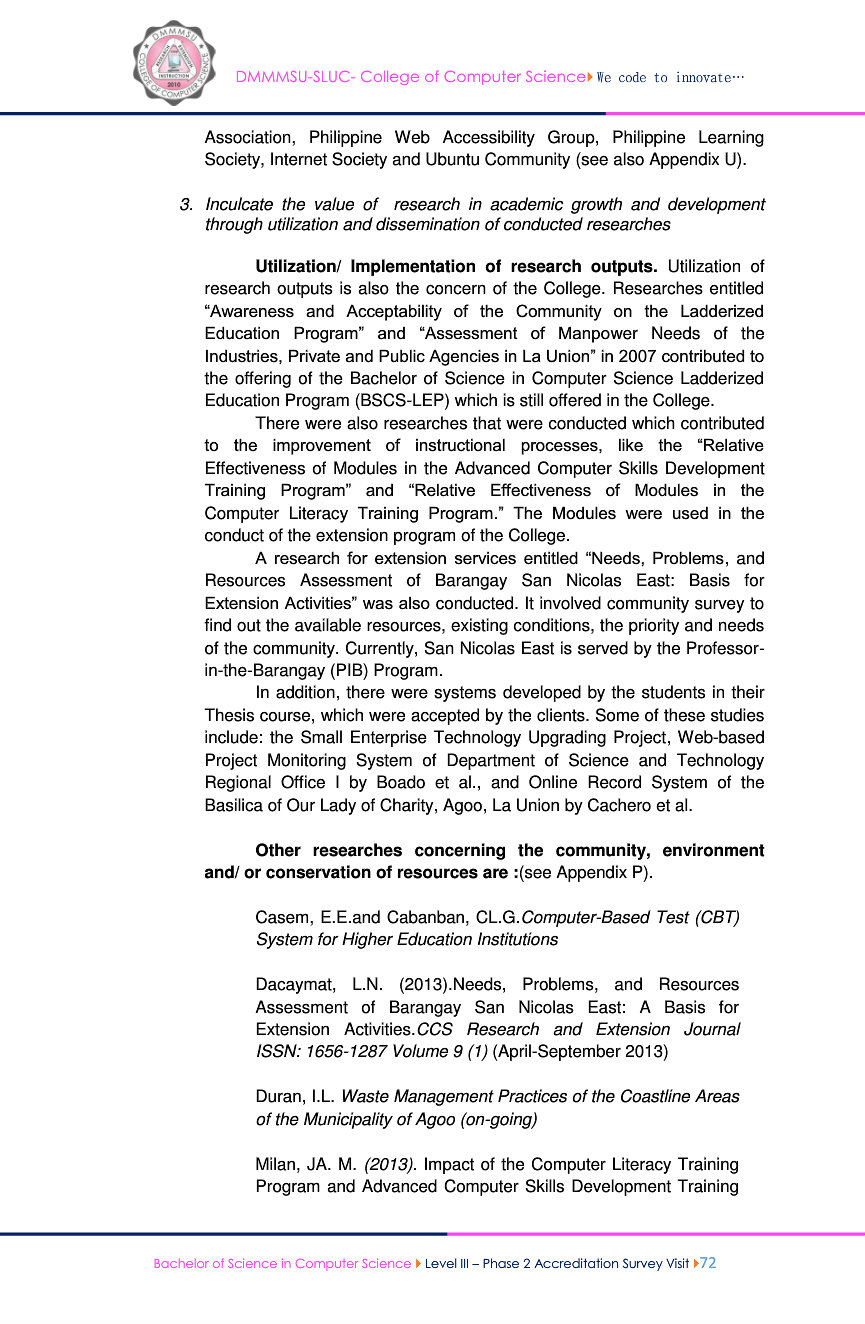 DMMMSU
RESEARCH
EXTENSION
INSTRUCTION
2010
COLLEGE OF COMPUTER SCIENCE
DMMMSU-SLUC- College of Computer Science We code to innovate…
Association, Philippine Web Accessibility Group, Philippine Learning
Society, Internet Society and Ubuntu Community (see also Appendix U).
3. Inculcate the value of research in academic growth and development
through utilization and dissemination of conducted researches
Utilization/ Implementation of research outputs. Utilization of
research outputs is also the concern of the College. Researches entitled
“Awareness and Acceptability of the Community on the Ladderized
Education Program” and “Assessment of Manpower Needs of the
Industries, Private and Public Agencies in La Union” in 2007 contributed to
the offering of the Bachelor of Science in Computer Science Ladderized
Education Program (BSCS-LEP) which is still offered in the College.
There were also researches that were conducted which contributed
to the improvement of instructional processes, like the “Relative
Effectiveness of Modules in the Advanced Computer Skills Development
Training Program” and “Relative Effectiveness of Modules in the
Computer Literacy Training Program.” The Modules were used in the
conduct of the extension program of the College.
A research for extension services entitled “Needs, Problems, and
Resources Assessment of Barangay San Nicolas East: Basis for
Extension Activities” was also conducted. It involved community survey to
find out the available resources, existing conditions, the priority and needs
of the community. Currently, San Nicolas East is served by the Professor-
in-the-Barangay (PIB) Program.
In addition, there were systems developed by the students in their
Thesis course, which were accepted by the clients. Some of these studies
include: the Small Enterprise Technology Upgrading Project, Web-based
Project Monitoring System of Department of Science and Technology
Regional Office I by Boado et al., and Online Record System of the
Basilica of Our Lady of Charity, Agoo, La Union by Cachero et al.
Other researches concerning the community, environment
and/ or conservation of resources are :(see Appendix P).
Casem, E.E.and Cabanban, CL.G.Computer-Based Test (CBT)
System for Higher Education Institutions
Dacaymat, L.N. (2013).Needs, Problems, and Resources
Assessment of Barangay San Nicolas East: A Basis for
Extension Activities.CCS Research and Extension Journal
ISSN: 1656-1287 Volume 9 (1) (April-September 2013)
Duran, I.L. Waste Management Practices of the Coastline Areas
of the Municipality of Agoo (on-going)
Milan, JA. M. (2013). Impact of the Computer Literacy Training
Program and Advanced Computer Skills Development Training
Bachelor of Science in Computer Science Level III – Phase 2 Accreditation Survey Visit 72